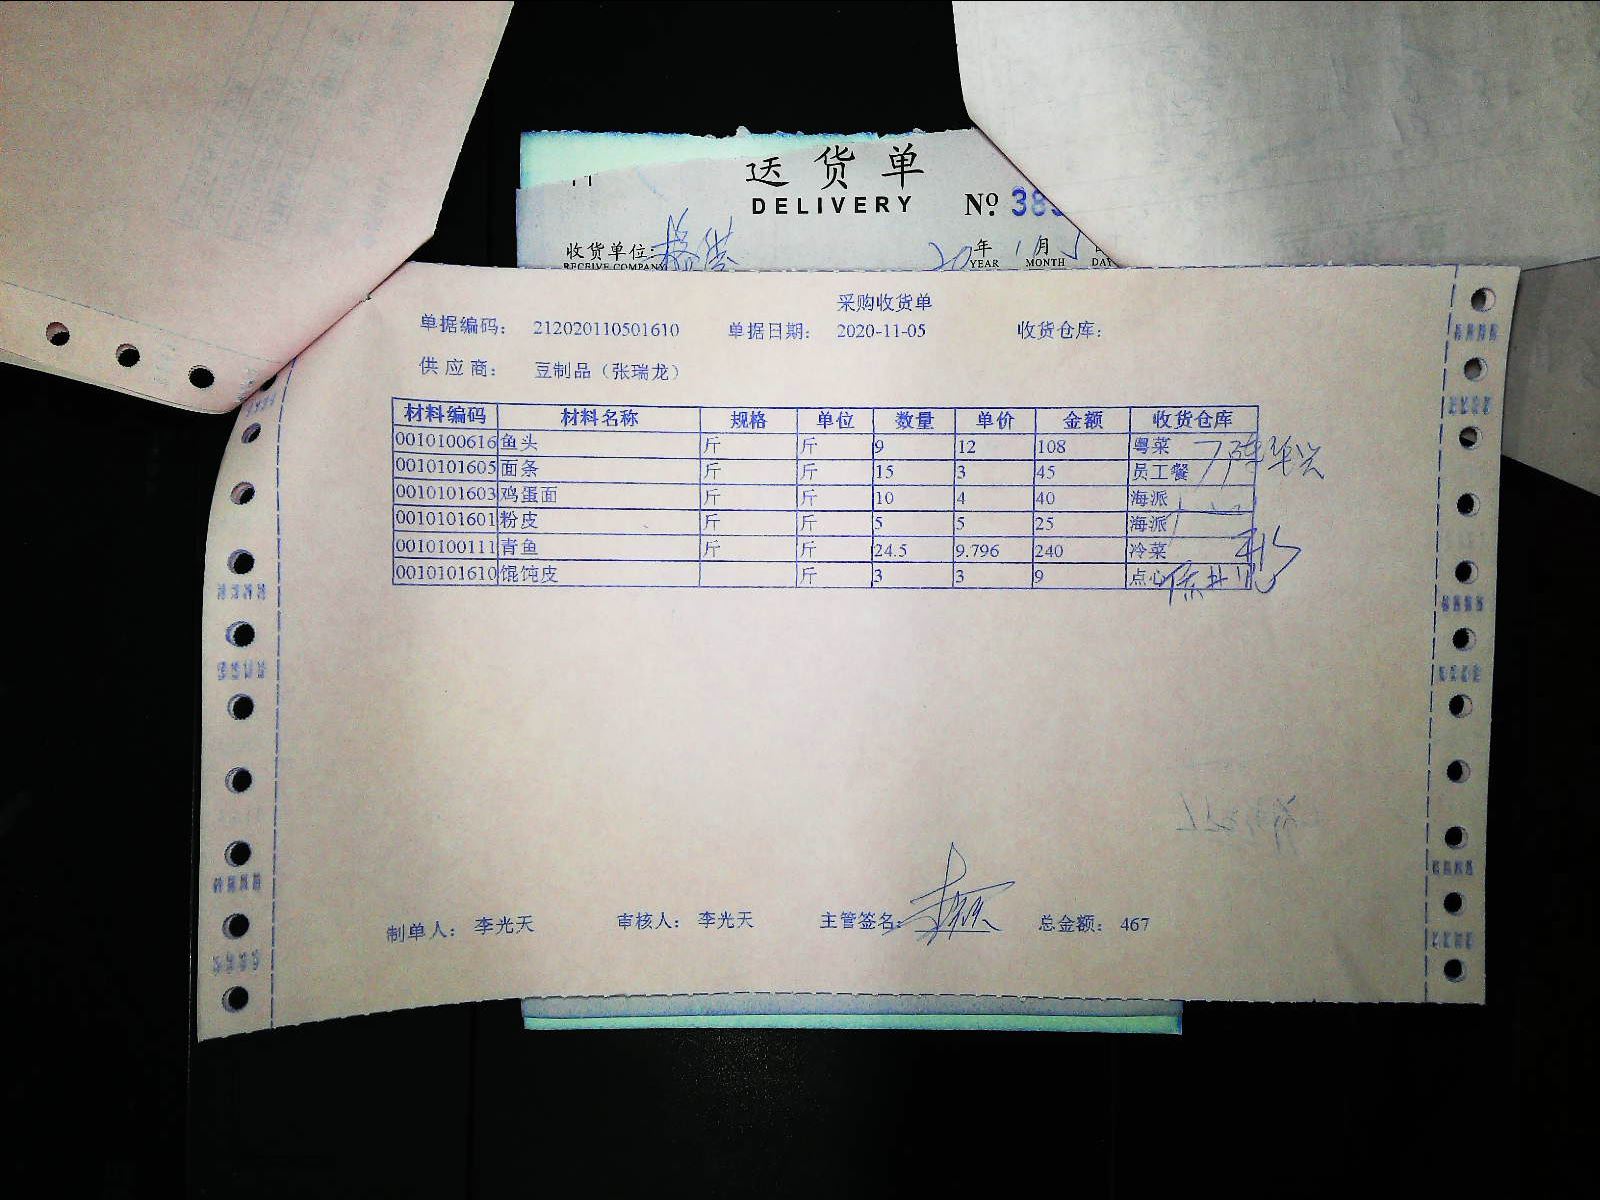 送货单
DELIVERY
Nº 383
收货单位: 20 年 1 月 5
RECEIVE COMPANY YEAR MONTH DAY
采购收货单
单据编码: 212020110501610 单据日期: 2020-11-05 收货仓库:
供应商: 豆制品（张瑞龙）
材料编码 材料名称 规格 单位 数量 单价 金额 收货仓库
0010100616 鱼头 斤 斤 9 12 108 粤菜
0010101605 面条 斤 斤 15 3 45 员工餐
0010101603 鸡蛋面 斤 斤 10 4 40 海派
0010101601 粉皮 斤 斤 5 5 25 海派
0010100111 青鱼 斤 斤 24.5 9.796 240 冷菜
0010101610 馄饨皮 斤 3 3 9 点心
制单人: 李光天 审核人: 李光天 主管签名: 总金额: 467